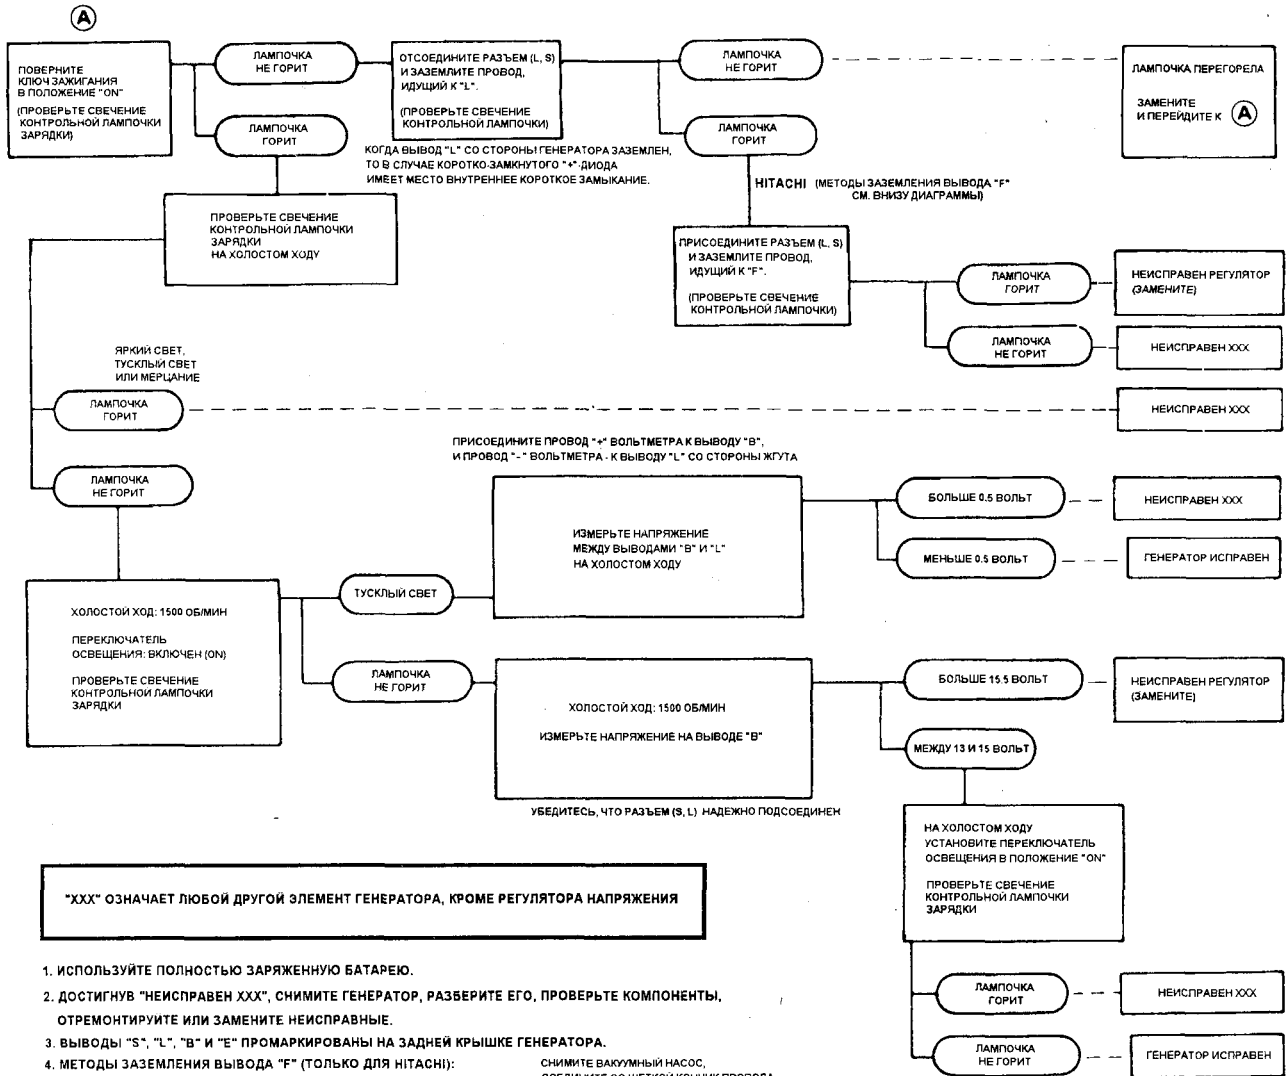 A
ПОВЕРНИТЕ
КЛЮЧ ЗАЖИГАНИЯ
В ПОЛОЖЕНИЕ "ON"
(ПРОВЕРЬТЕ СВЕЧЕНИЕ
КОНТРОЛЬНОЙ ЛАМПОЧКИ
ЗАРЯДКИ)
ЛАМПОЧКА
НЕ ГОРИТ
ЛАМПОЧКА
ГОРИТ
ОТСОЕДИНИТЕ РАЗЪЕМ (L, S)
И ЗАЗЕМЛИТЕ ПРОВОД,
ИДУЩИЙ К "L".
(ПРОВЕРЬТЕ СВЕЧЕНИЕ
КОНТРОЛЬНОЙ ЛАМПОЧКИ)
ЛАМПОЧКА
НЕ ГОРИТ
ЛАМПОЧКА
ГОРИТ
ЛАМПОЧКА ПЕРЕГОРЕЛА
ЗАМЕНИТЕ
И ПЕРЕЙДИТЕ К A
КОГДА ВЫВОД "L" СО СТОРОНЫ ГЕНЕРАТОРА ЗАЗЕМЛЕН,
ТО В СЛУЧАЕ КОРОТКО-ЗАМКНУТОГО "+"-ДИОДА
ИМЕЕТ МЕСТО ВНУТРЕННЕЕ КОРОТКОЕ ЗАМЫКАНИЕ.
HITACHI (МЕТОДЫ ЗАЗЕМЛЕНИЯ ВЫВОДА "F"
СМ. ВНИЗУ ДИАГРАММЫ)
ПРОВЕРЬТЕ СВЕЧЕНИЕ
КОНТРОЛЬНОЙ ЛАМПОЧКИ
ЗАРЯДКИ
НА ХОЛОСТОМ ХОДУ
ПРИСОЕДИНИТЕ РАЗЪЕМ (L, S)
И ЗАЗЕМЛИТЕ ПРОВОД,
ИДУЩИЙ К "F".
(ПРОВЕРЬТЕ СВЕЧЕНИЕ
КОНТРОЛЬНОЙ ЛАМПОЧКИ)
ЛАМПОЧКА
ГОРИТ
НЕИСПРАВЕН РЕГУЛЯТОР
(ЗАМЕНИТЕ)
ЛАМПОЧКА
НЕ ГОРИТ
НЕИСПРАВЕН XXX
ЯРКИЙ СВЕТ,
ТУСКЛЫЙ СВЕТ
ИЛИ МЕРЦАНИЕ
ЛАМПОЧКА
ГОРИТ
НЕИСПРАВЕН XXX
ЛАМПОЧКА
НЕ ГОРИТ
ПРИСОЕДИНИТЕ ПРОВОД "+" ВОЛЬТМЕТРА К ВЫВОДУ "B",
И ПРОВОД "-" ВОЛЬТМЕТРА - К ВЫВОДУ "L" СО СТОРОНЫ ЖГУТА
ИЗМЕРЬТЕ НАПРЯЖЕНИЕ
МЕЖДУ ВЫВОДАМИ "B" И "L"
НА ХОЛОСТОМ ХОДУ
БОЛЬШЕ 0.5 ВОЛЬТ
НЕИСПРАВЕН XXX
МЕНЬШЕ 0.5 ВОЛЬТ
ГЕНЕРАТОР ИСПРАВЕН
ХОЛОСТОЙ ХОД: 1500 ОБ/МИН
ПЕРЕКЛЮЧАТЕЛЬ
ОСВЕЩЕНИЯ: ВКЛЮЧЕН (ON)
ПРОВЕРЬТЕ СВЕЧЕНИЕ
КОНТРОЛЬНОЙ ЛАМПОЧКИ
ЗАРЯДКИ
ТУСКЛЫЙ СВЕТ
ЛАМПОЧКА
НЕ ГОРИТ
ХОЛОСТОЙ ХОД: 1500 ОБ/МИН
ИЗМЕРЬТЕ НАПРЯЖЕНИЕ НА ВЫВОДЕ "B"
БОЛЬШЕ 15.5 ВОЛЬТ
НЕИСПРАВЕН РЕГУЛЯТОР
(ЗАМЕНИТЕ)
МЕЖДУ 13 И 15 ВОЛЬТ
УБЕДИТЕСЬ, ЧТО РАЗЪЕМ (S, L) НАДЕЖНО ПОДСОЕДИНЕН
НА ХОЛОСТОМ ХОДУ
УСТАНОВИТЕ ПЕРЕКЛЮЧАТЕЛЬ
ОСВЕЩЕНИЯ В ПОЛОЖЕНИЕ "ON"
ПРОВЕРЬТЕ СВЕЧЕНИЕ
КОНТРОЛЬНОЙ ЛАМПОЧКИ
ЗАРЯДКИ
ЛАМПОЧКА
ГОРИТ
НЕИСПРАВЕН XXX
ЛАМПОЧКА
НЕ ГОРИТ
ГЕНЕРАТОР ИСПРАВЕН
"XXX" ОЗНАЧАЕТ ЛЮБОЙ ДРУГОЙ ЭЛЕМЕНТ ГЕНЕРАТОРА, КРОМЕ РЕГУЛЯТОРА НАПРЯЖЕНИЯ
1. ИСПОЛЬЗУЙТЕ ПОЛНОСТЬЮ ЗАРЯЖЕННУЮ БАТАРЕЮ.
2. ДОСТИГНУВ "НЕИСПРАВЕН XXX", СНИМИТЕ ГЕНЕРАТОР, РАЗБЕРИТЕ ЕГО, ПРОВЕРЬТЕ КОМПОНЕНТЫ,
ОТРЕМОНТИРУЙТЕ ИЛИ ЗАМЕНИТЕ НЕИСПРАВНЫЕ.
3. ВЫВОДЫ "S", "L", "B" И "E" ПРОМАРКИРОВАНЫ НА ЗАДНЕЙ КРЫШКЕ ГЕНЕРАТОРА.
4. МЕТОДЫ ЗАЗЕМЛЕНИЯ ВЫВОДА "F" (ТОЛЬКО ДЛЯ HITACHI):
СНИМИТЕ ВАКУУМНЫЙ НАСОС,